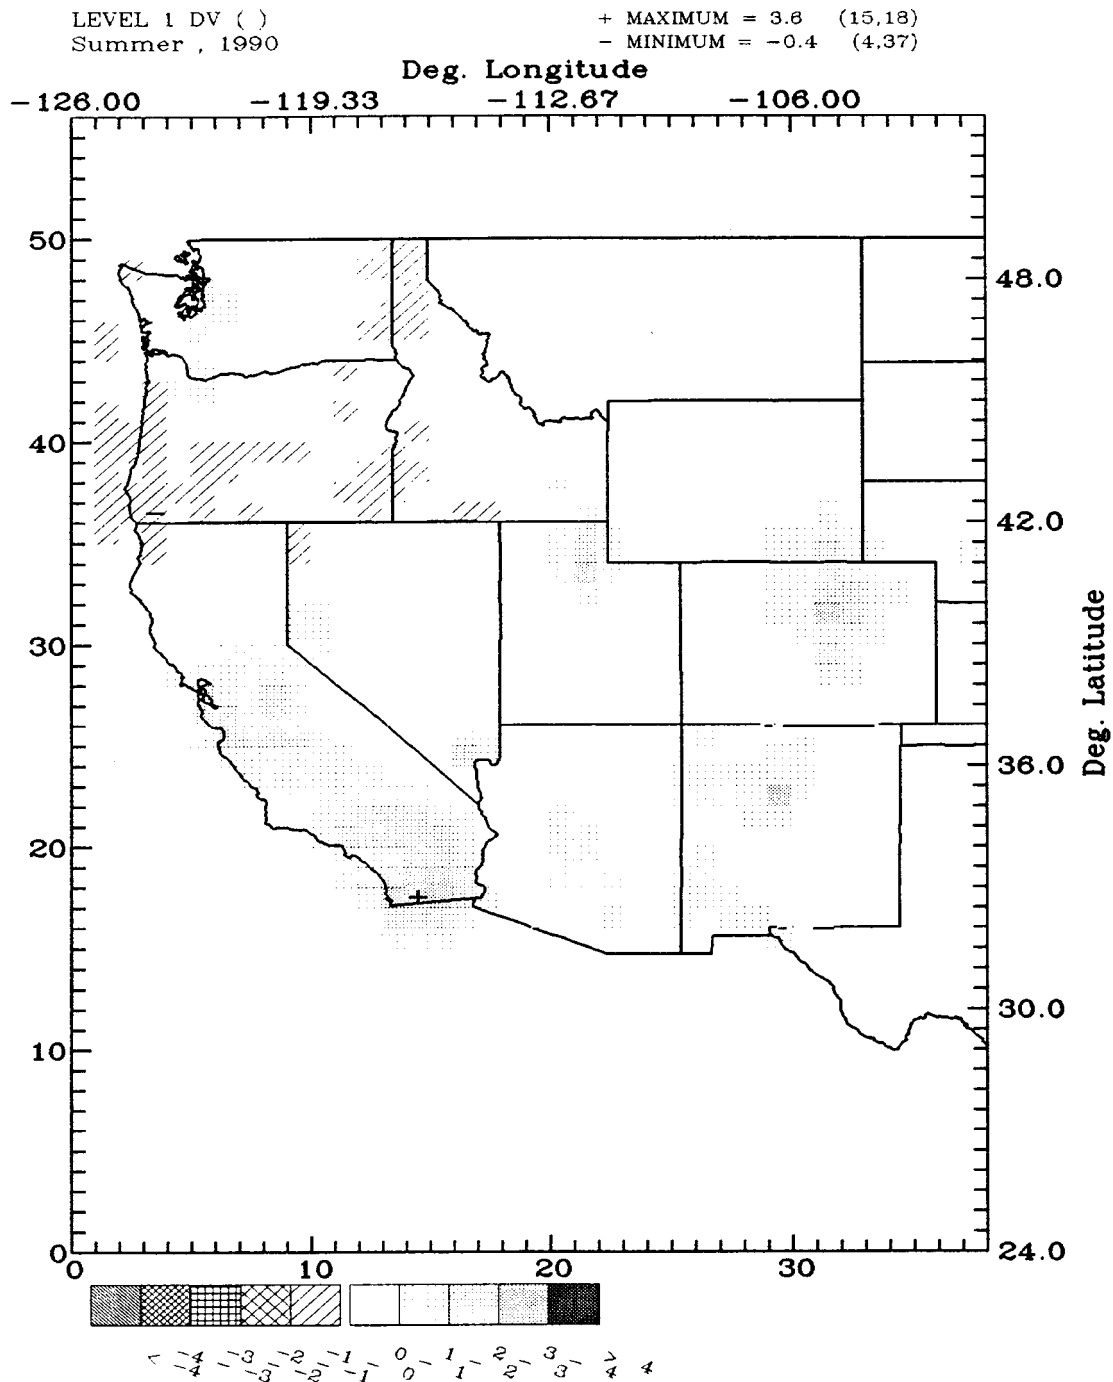 LEVEL 1 DV ( )
Summer , 1990
+ MAXIMUM = 3.6 (15,18)
− MINIMUM = −0.4 (4,37)
Deg. Longitude
−126.00 −119.33 −112.67 −106.00
50
40
30
20
10
0
48.0
42.0
36.0
30.0
24.0
Deg. Latitude
0 10 20 30
< −4
−4 − −3
−3 − −2
−2 − −1
−1 − 0
0 − 1
1 − 2
2 − 3
3 − 4
> 4